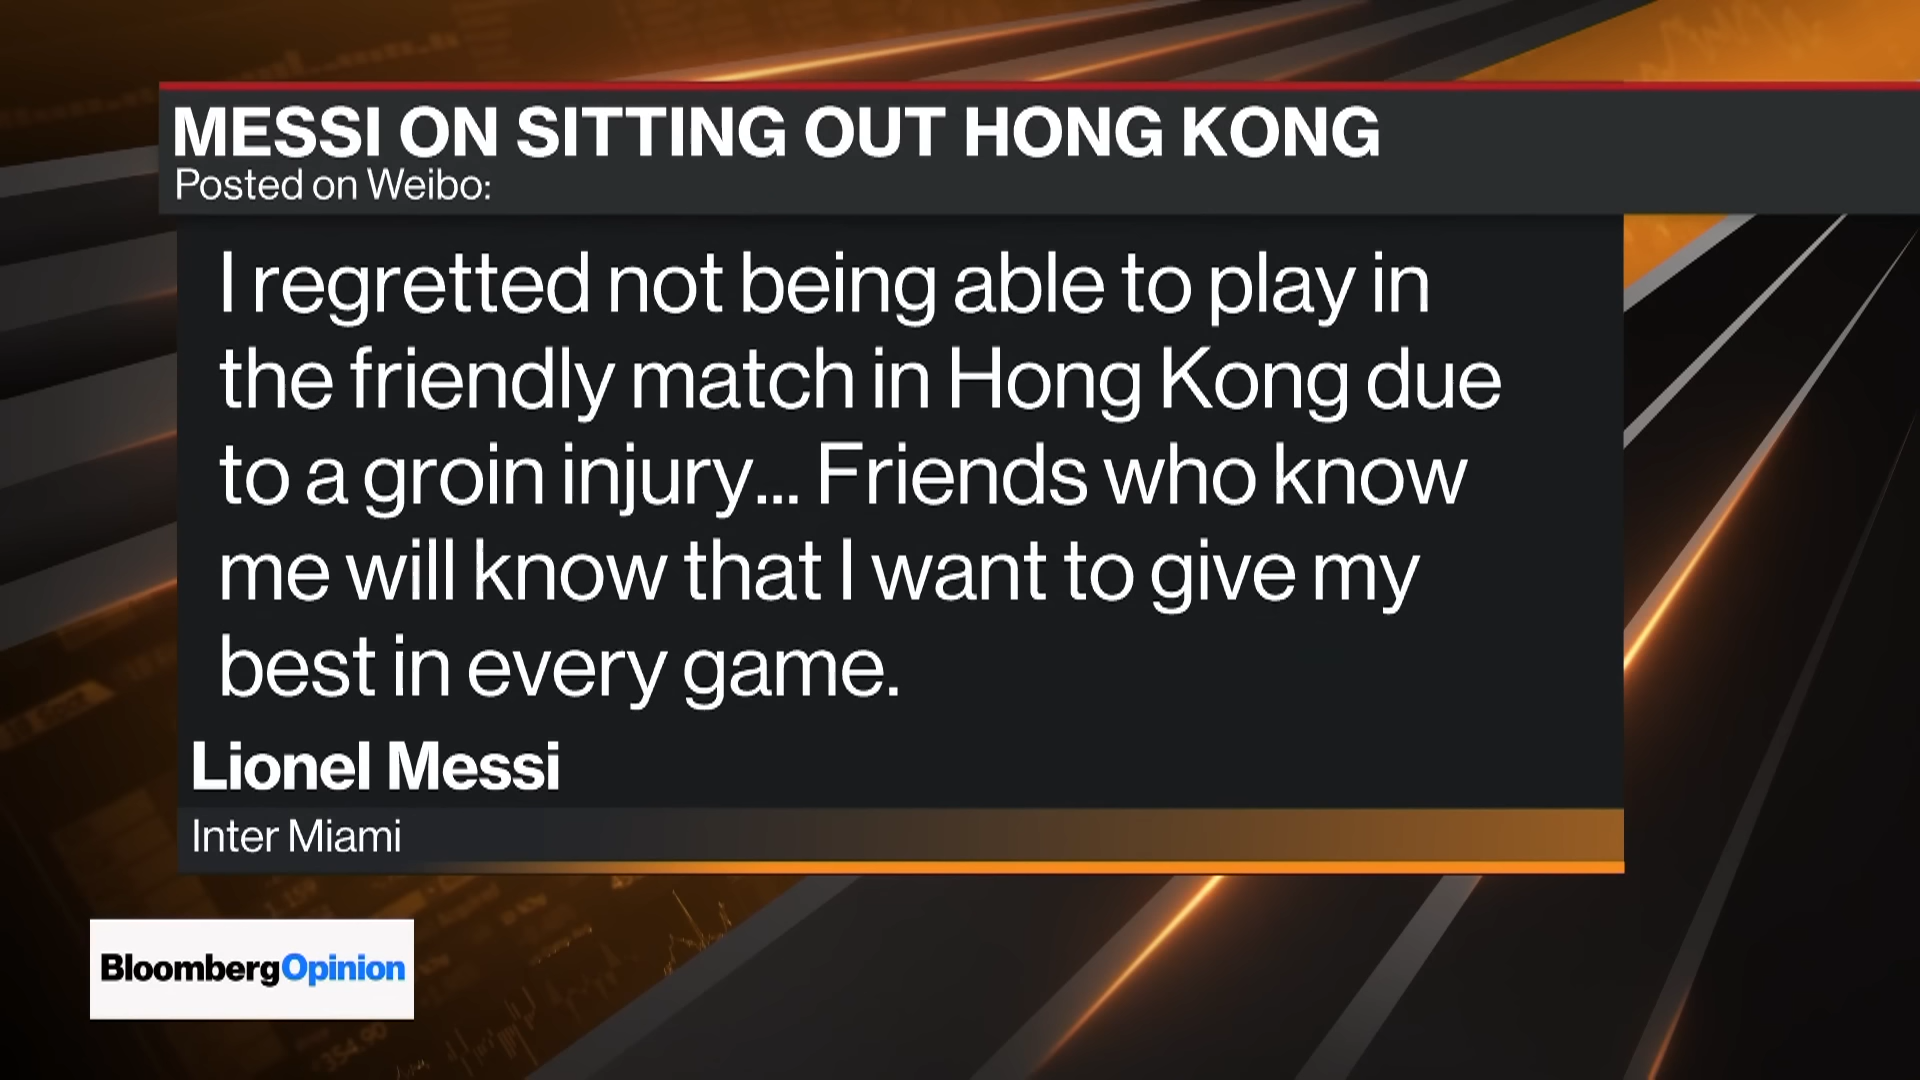 MESSI ON SITTING OUT HONG KONG
Posted on Weibo:
I regretted not being able to play in
the friendly match in Hong Kong due
to a groin injury... Friends who know
me will know that I want to give my
best in every game.
Lionel Messi
Inter Miami
BloombergOpinion